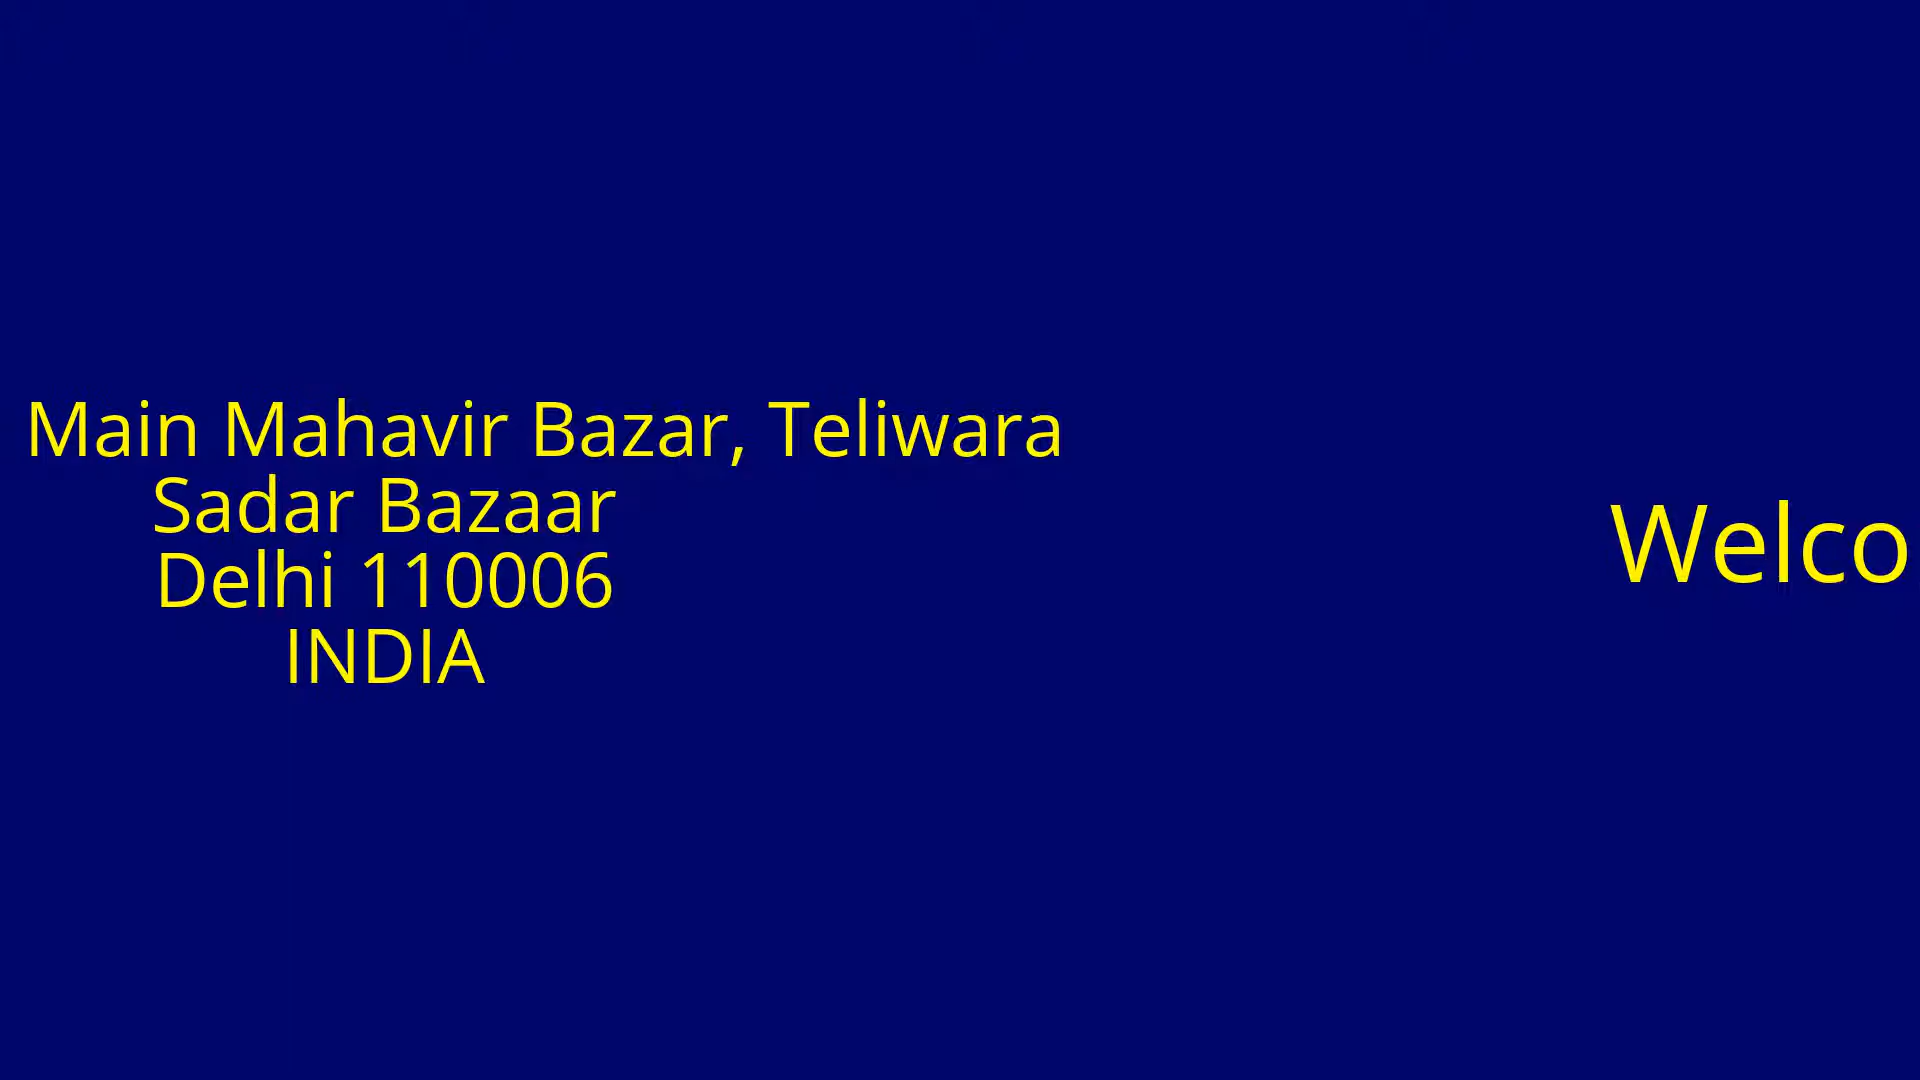 Main Mahavir Bazar, Teliwara
Sadar Bazaar
Delhi 110006
INDIA
Welco